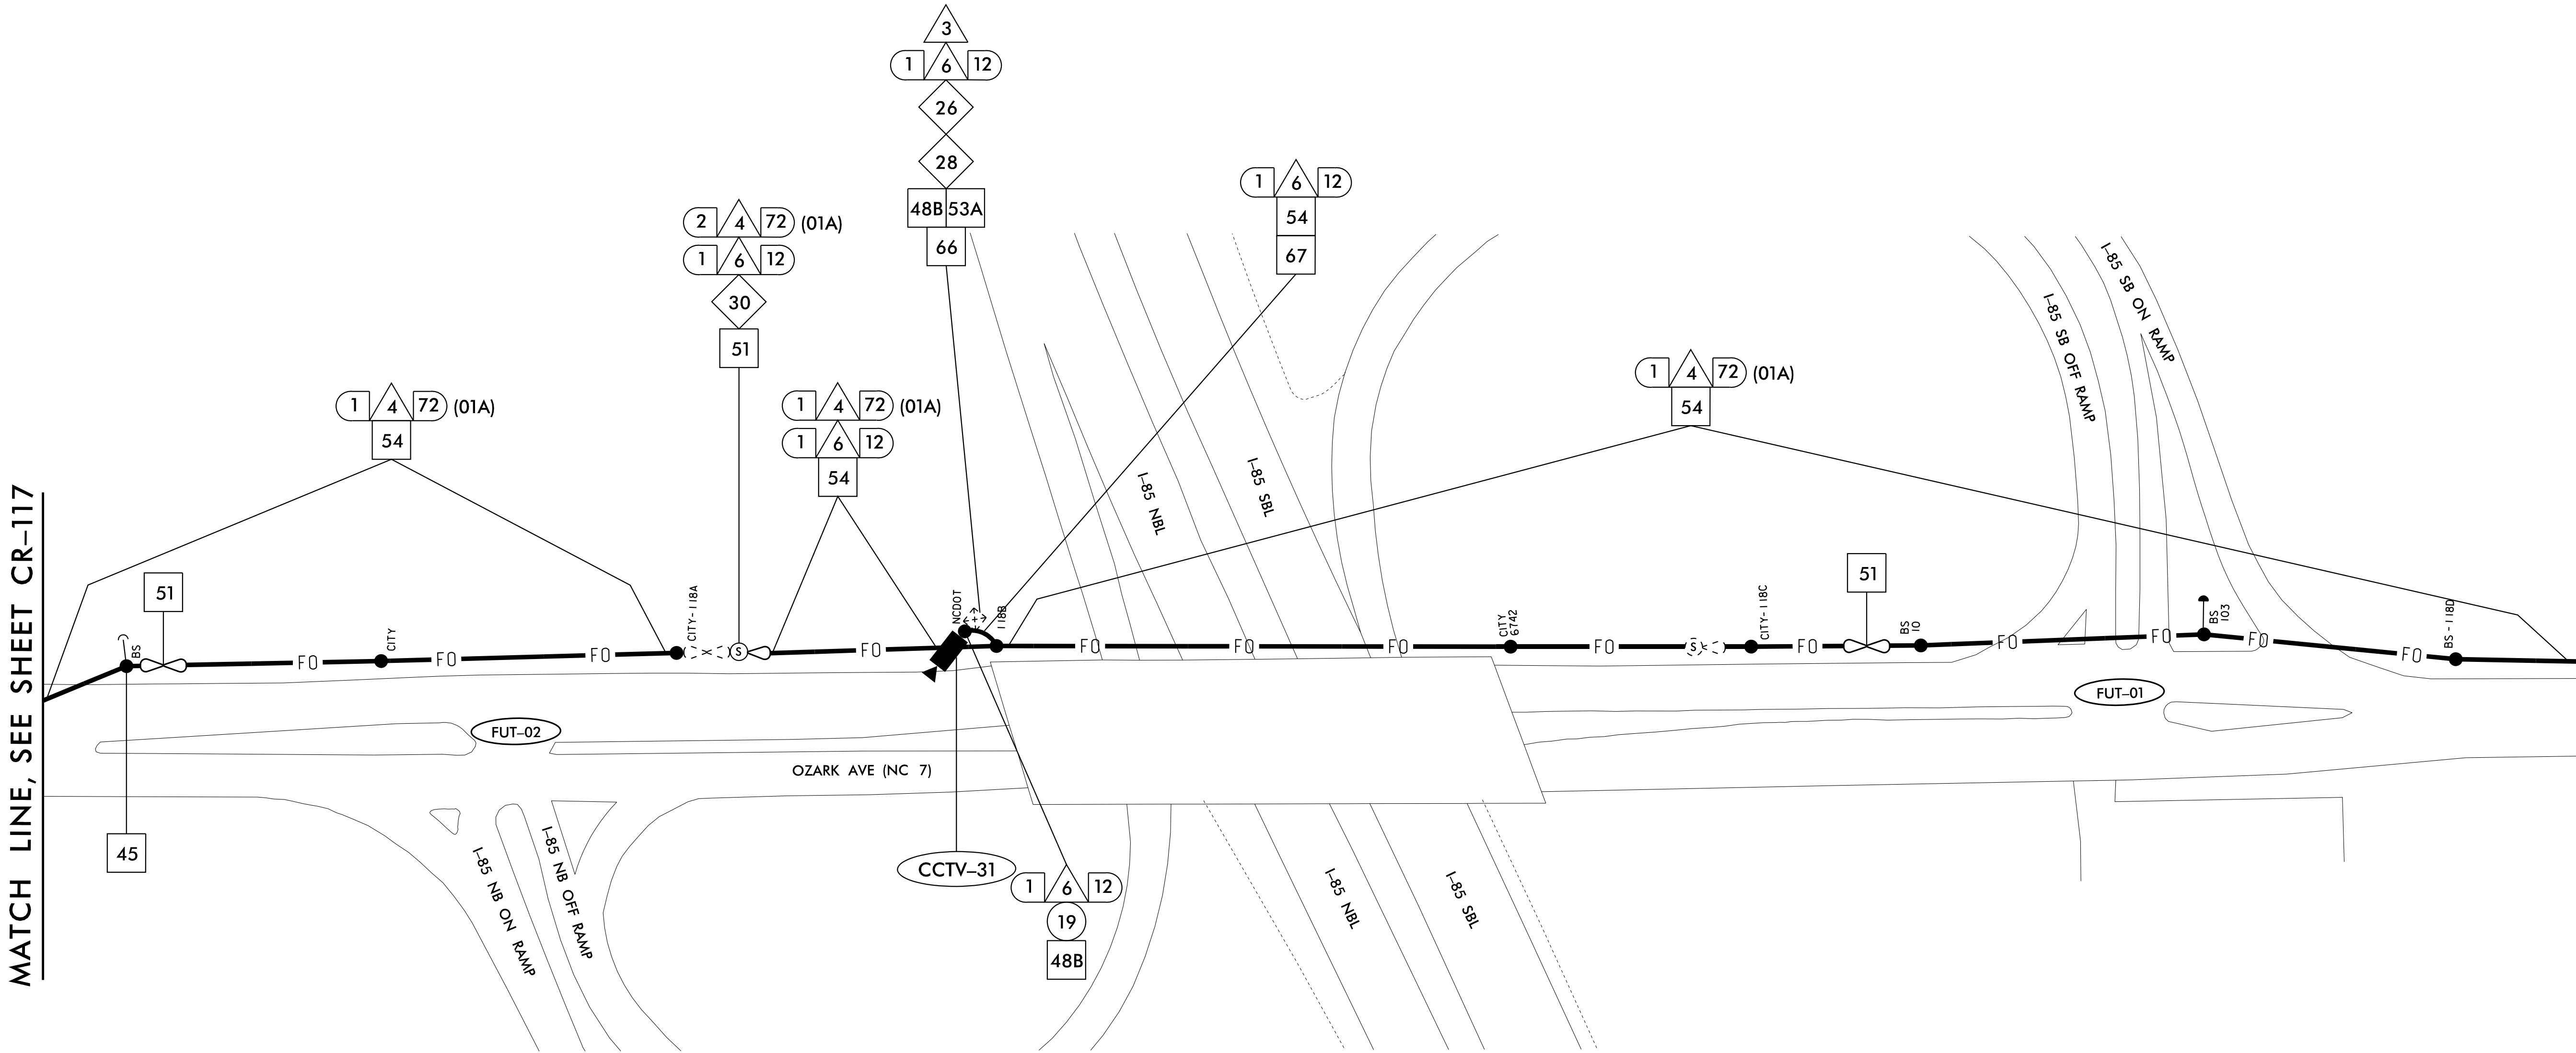 3
1 6 12
26
28
48B 53A
66
1 6 12
54
67
2 4 72 (01A)
1 6 12
30
51
1 4 72 (01A)
54
1 4 72 (01A)
1 6 12
54
1 4 72 (01A)
54
I-85 SB ON RAMP
I-85 SB OFF RAMP
I-85 NBL
I-85 SBL
MATCH LINE, SEE SHEET CR-117
51
51
BS
CITY
CITY-118A
S
NCDOT
118B
CITY
6742
S
CITY-118C
BS
10
BS
103
BS-118D
FO FO FO FO FO FO FO FO FO FO FO FO FO
FUT-01
FUT-02
OZARK AVE (NC 7)
45
I-85 NB ON RAMP
I-85 NB OFF RAMP
CCTV-31
1 6 12
19
48B
I-85 NBL
I-85 SBL